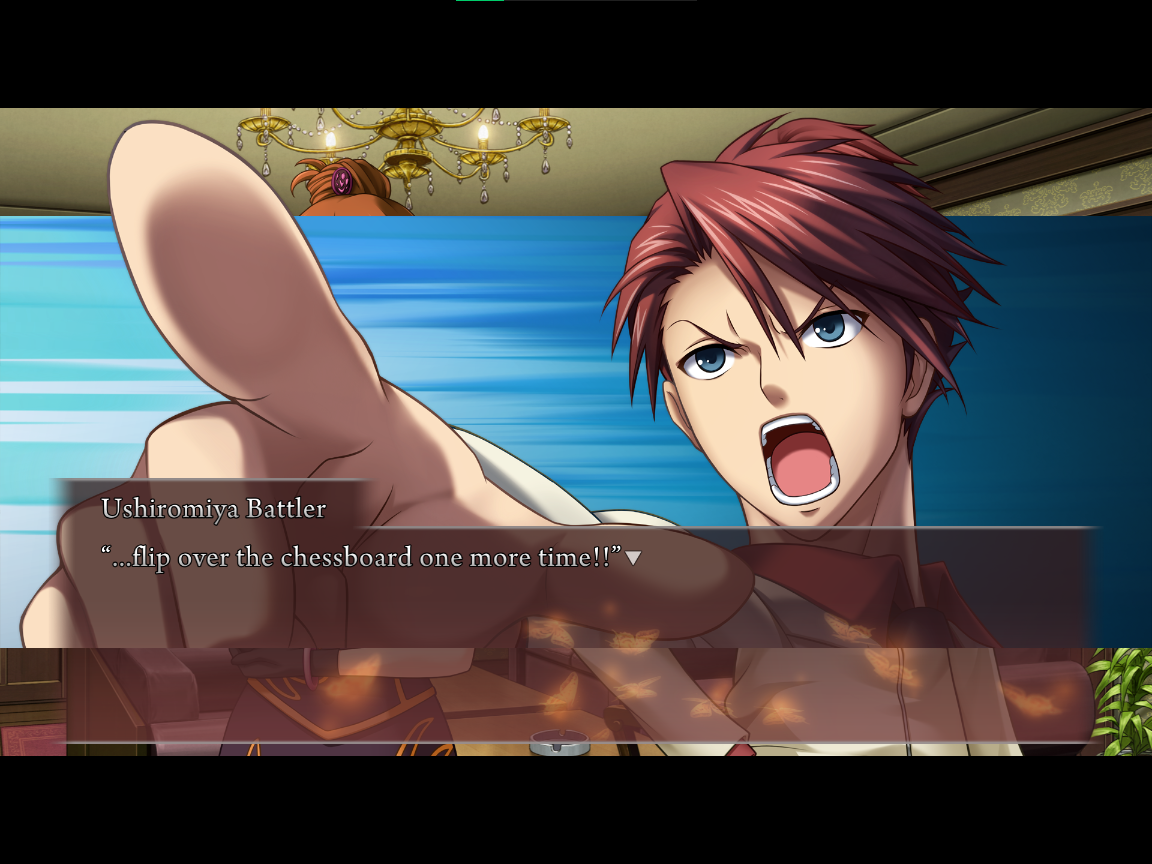 Ushiromiya Battler
“...flip over the chessboard one more time!!”